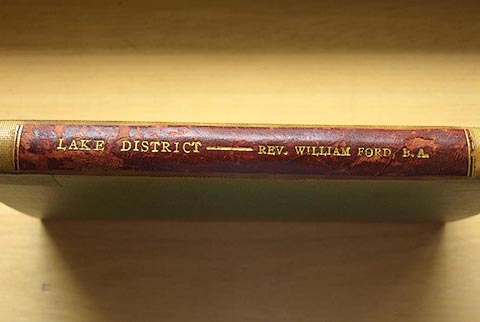 LAKE DISTRICT — REV. WILLIAM FORD, B.A.